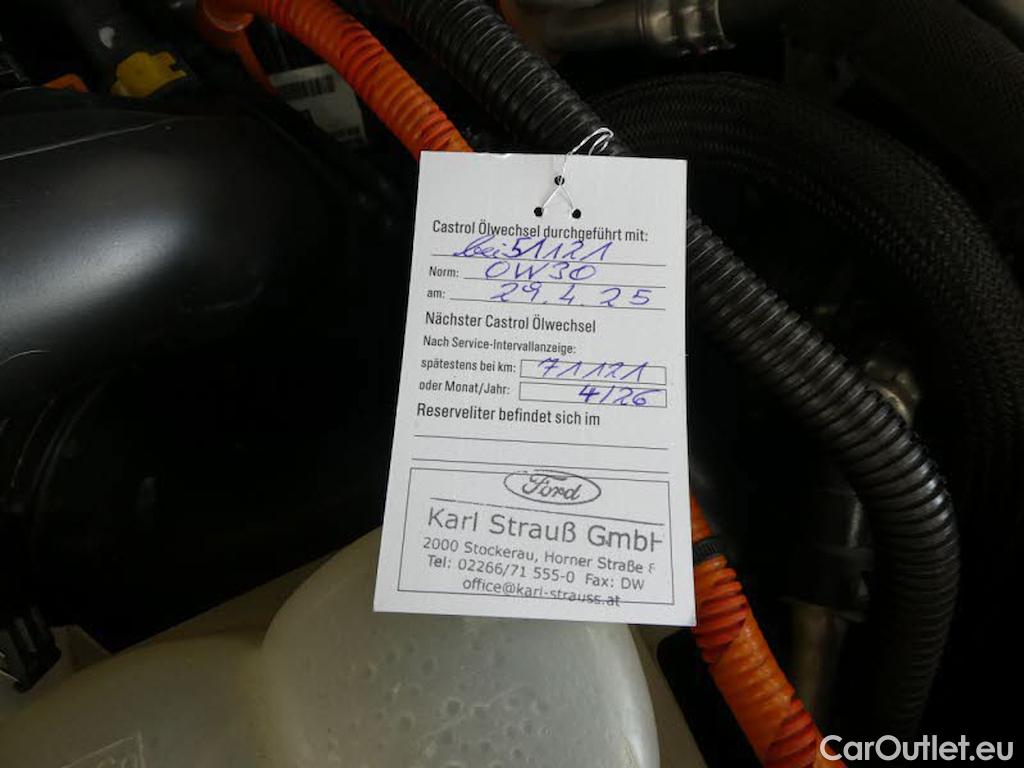 Castrol Ölwechsel durchgeführt mit:
bei 51121
Norm: 0W30
am: 29.4.25
Nächster Castrol Ölwechsel
Nach Service-Intervallanzeige:
spätestens bei km: 71121
oder Monat/Jahr: 4/26
Reserveliter befindet sich im
Ford
Karl Strauß GmbH
2000 Stockerau, Horner Straße
Tel: 02266/71 555-0 Fax: DW
office@karl-strauss.at
CarOutlet.eu